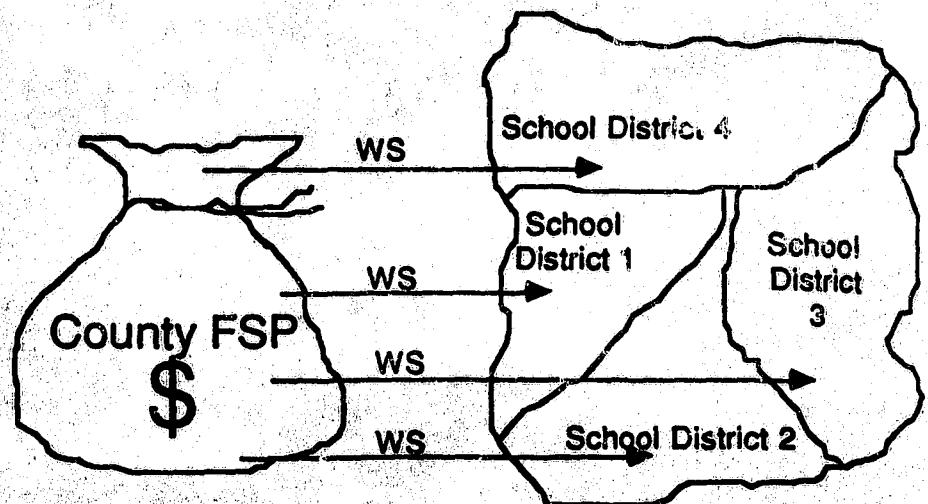 School District 4
WS
School
District 1
School
District
3
WS
County FSP
$
WS
WS
School District 2